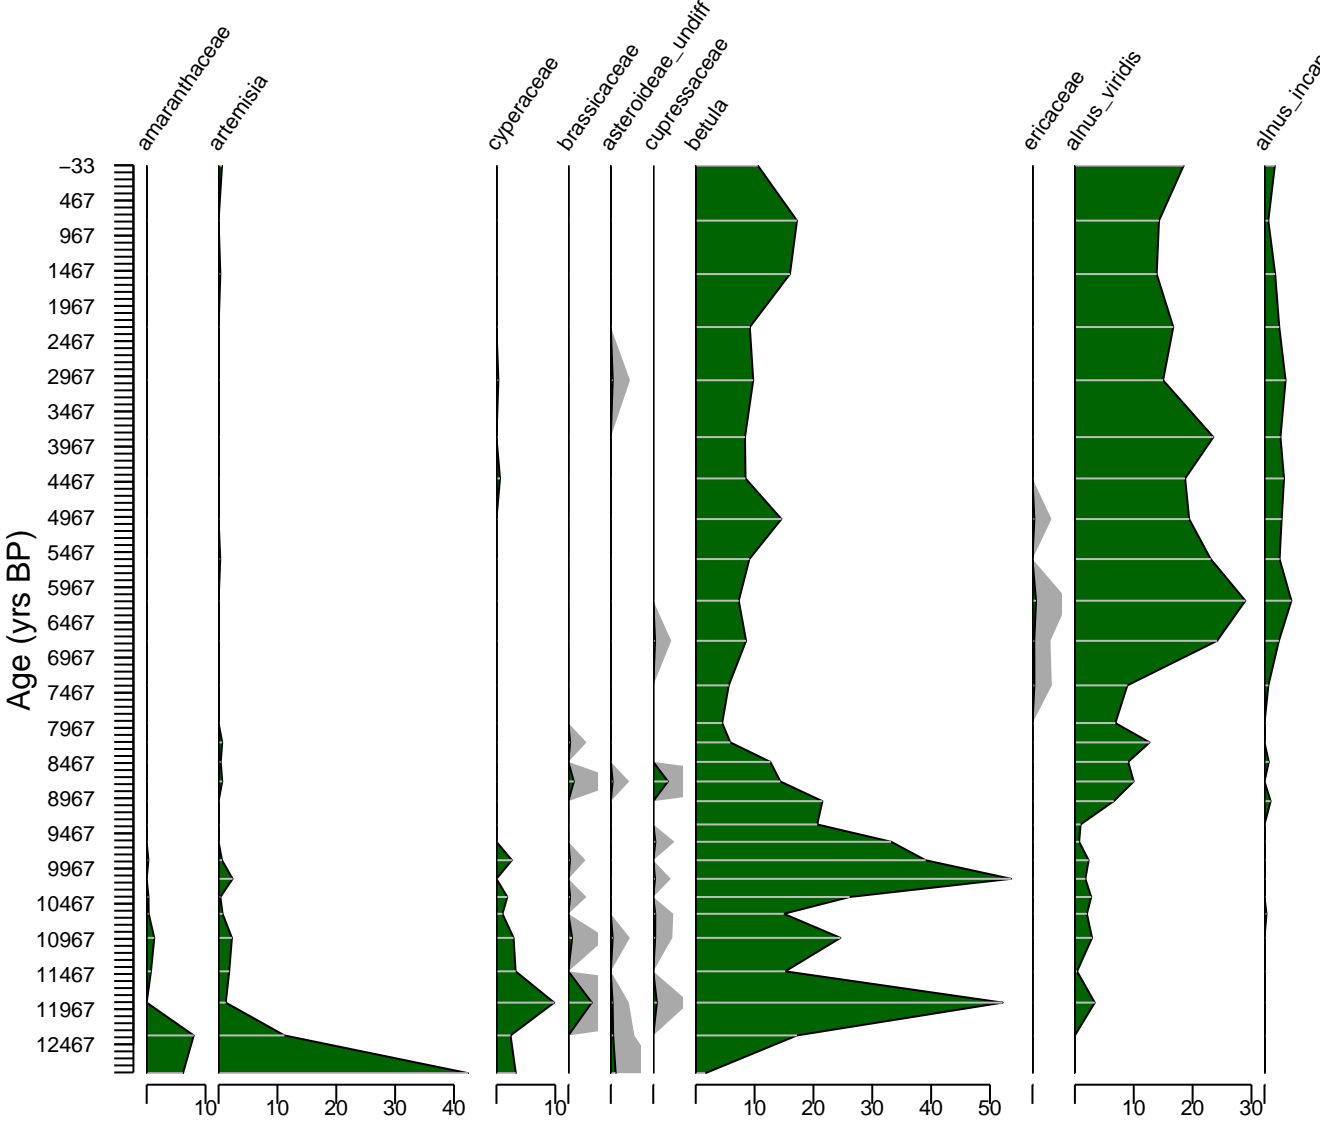 amaranthaceae
artemisia
cyperaceae
brassicaceae
asteroideae_undiff
cupressaceae
betula
ericaceae
alnus_viridis
alnus_incar
Age (yrs BP)
−33
467
967
1467
1967
2467
2967
3467
3967
4467
4967
5467
5967
6467
6967
7467
7967
8467
8967
9467
9967
10467
10967
11467
11967
12467
10 10 20 30 40 10 10 20 30 40 50 10 20 30